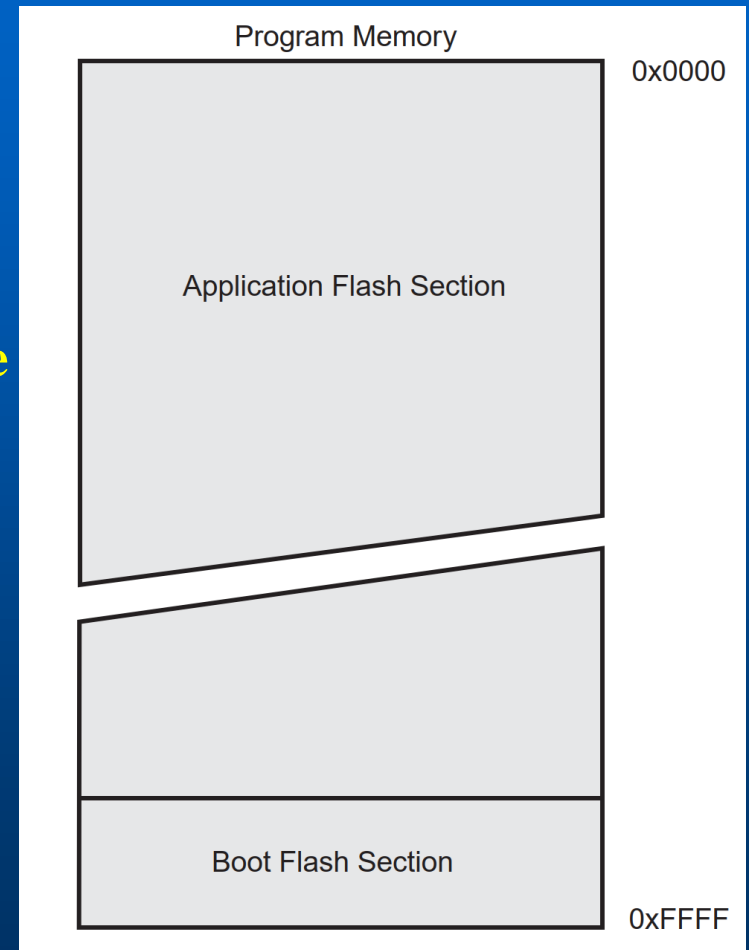 Program Memory
0x0000
Application Flash Section
e
Boot Flash Section
0xFFFF